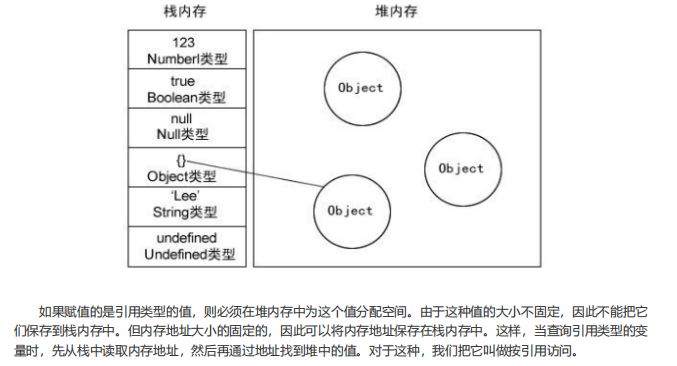 栈内存
堆内存
123
Numberl类型
true
Boolean类型
null
Null类型
{}
Object类型
‘Lee’
String类型
undefined
Undefined类型
Object
Object
Object
如果赋值的是引用类型的值，则必须在堆内存中为这个值分配空间。由于这种值的大小不固定，因此不能把它
们保存到栈内存中。但内存地址大小的固定的，因此可以将内存地址保存在栈内存中。这样，当查询引用类型的变
量时，先从栈中读取内存地址，然后再通过地址找到堆中的值。对于这种，我们把它叫做按引用访问。